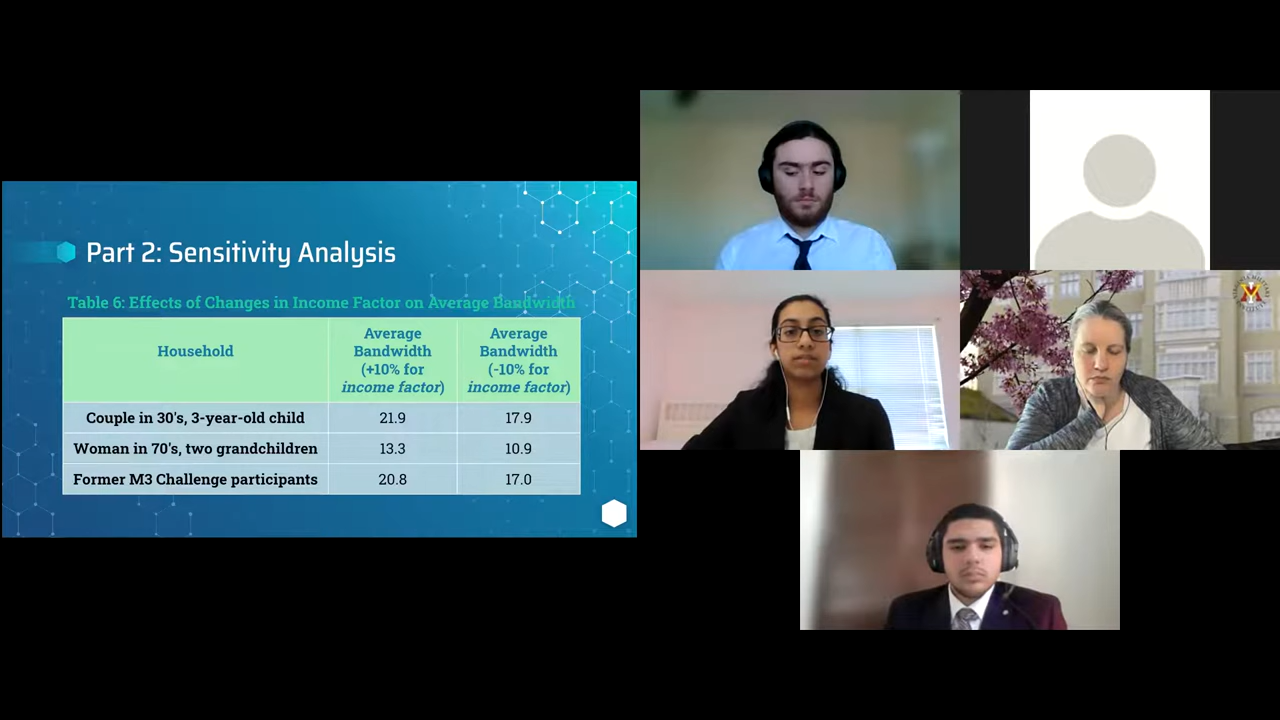 Part 2: Sensitivity Analysis
Table 6: Effects of Changes in Income Factor on Average Bandwidth
Household
Average
Bandwidth
(+10% for
income factor)
Average
Bandwidth
(-10% for
income factor)
Couple in 30's, 3-year-old child 21.9 17.9
Woman in 70's, two grandchildren 13.3 10.9
Former M3 Challenge participants 20.8 17.0